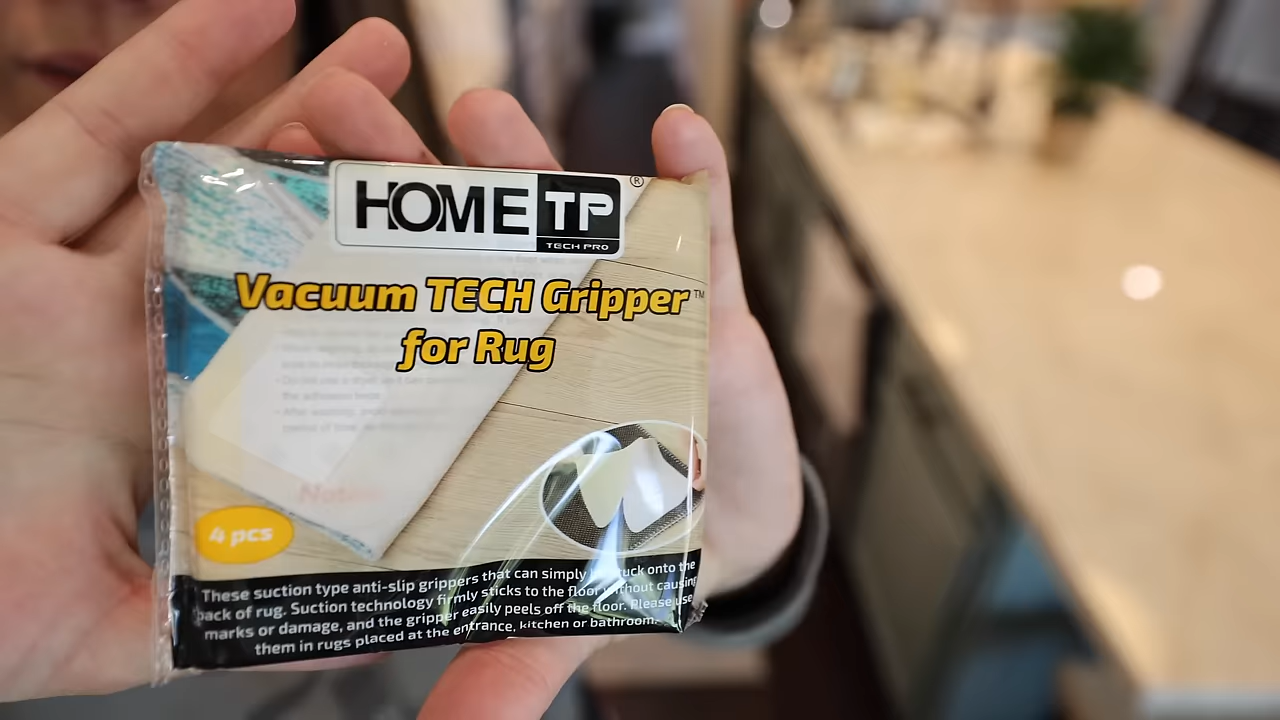 HOME TP ®
TECH PRO
Vacuum TECH Gripper ™
for Rug
4 pcs
These suction type anti-slip grippers that can simply stuck onto the
back of rug. Suction technology firmly sticks to the floor without causing
marks or damage, and the gripper easily peels off the floor. Please use
them in rugs placed at the entrance, kitchen or bathroom.